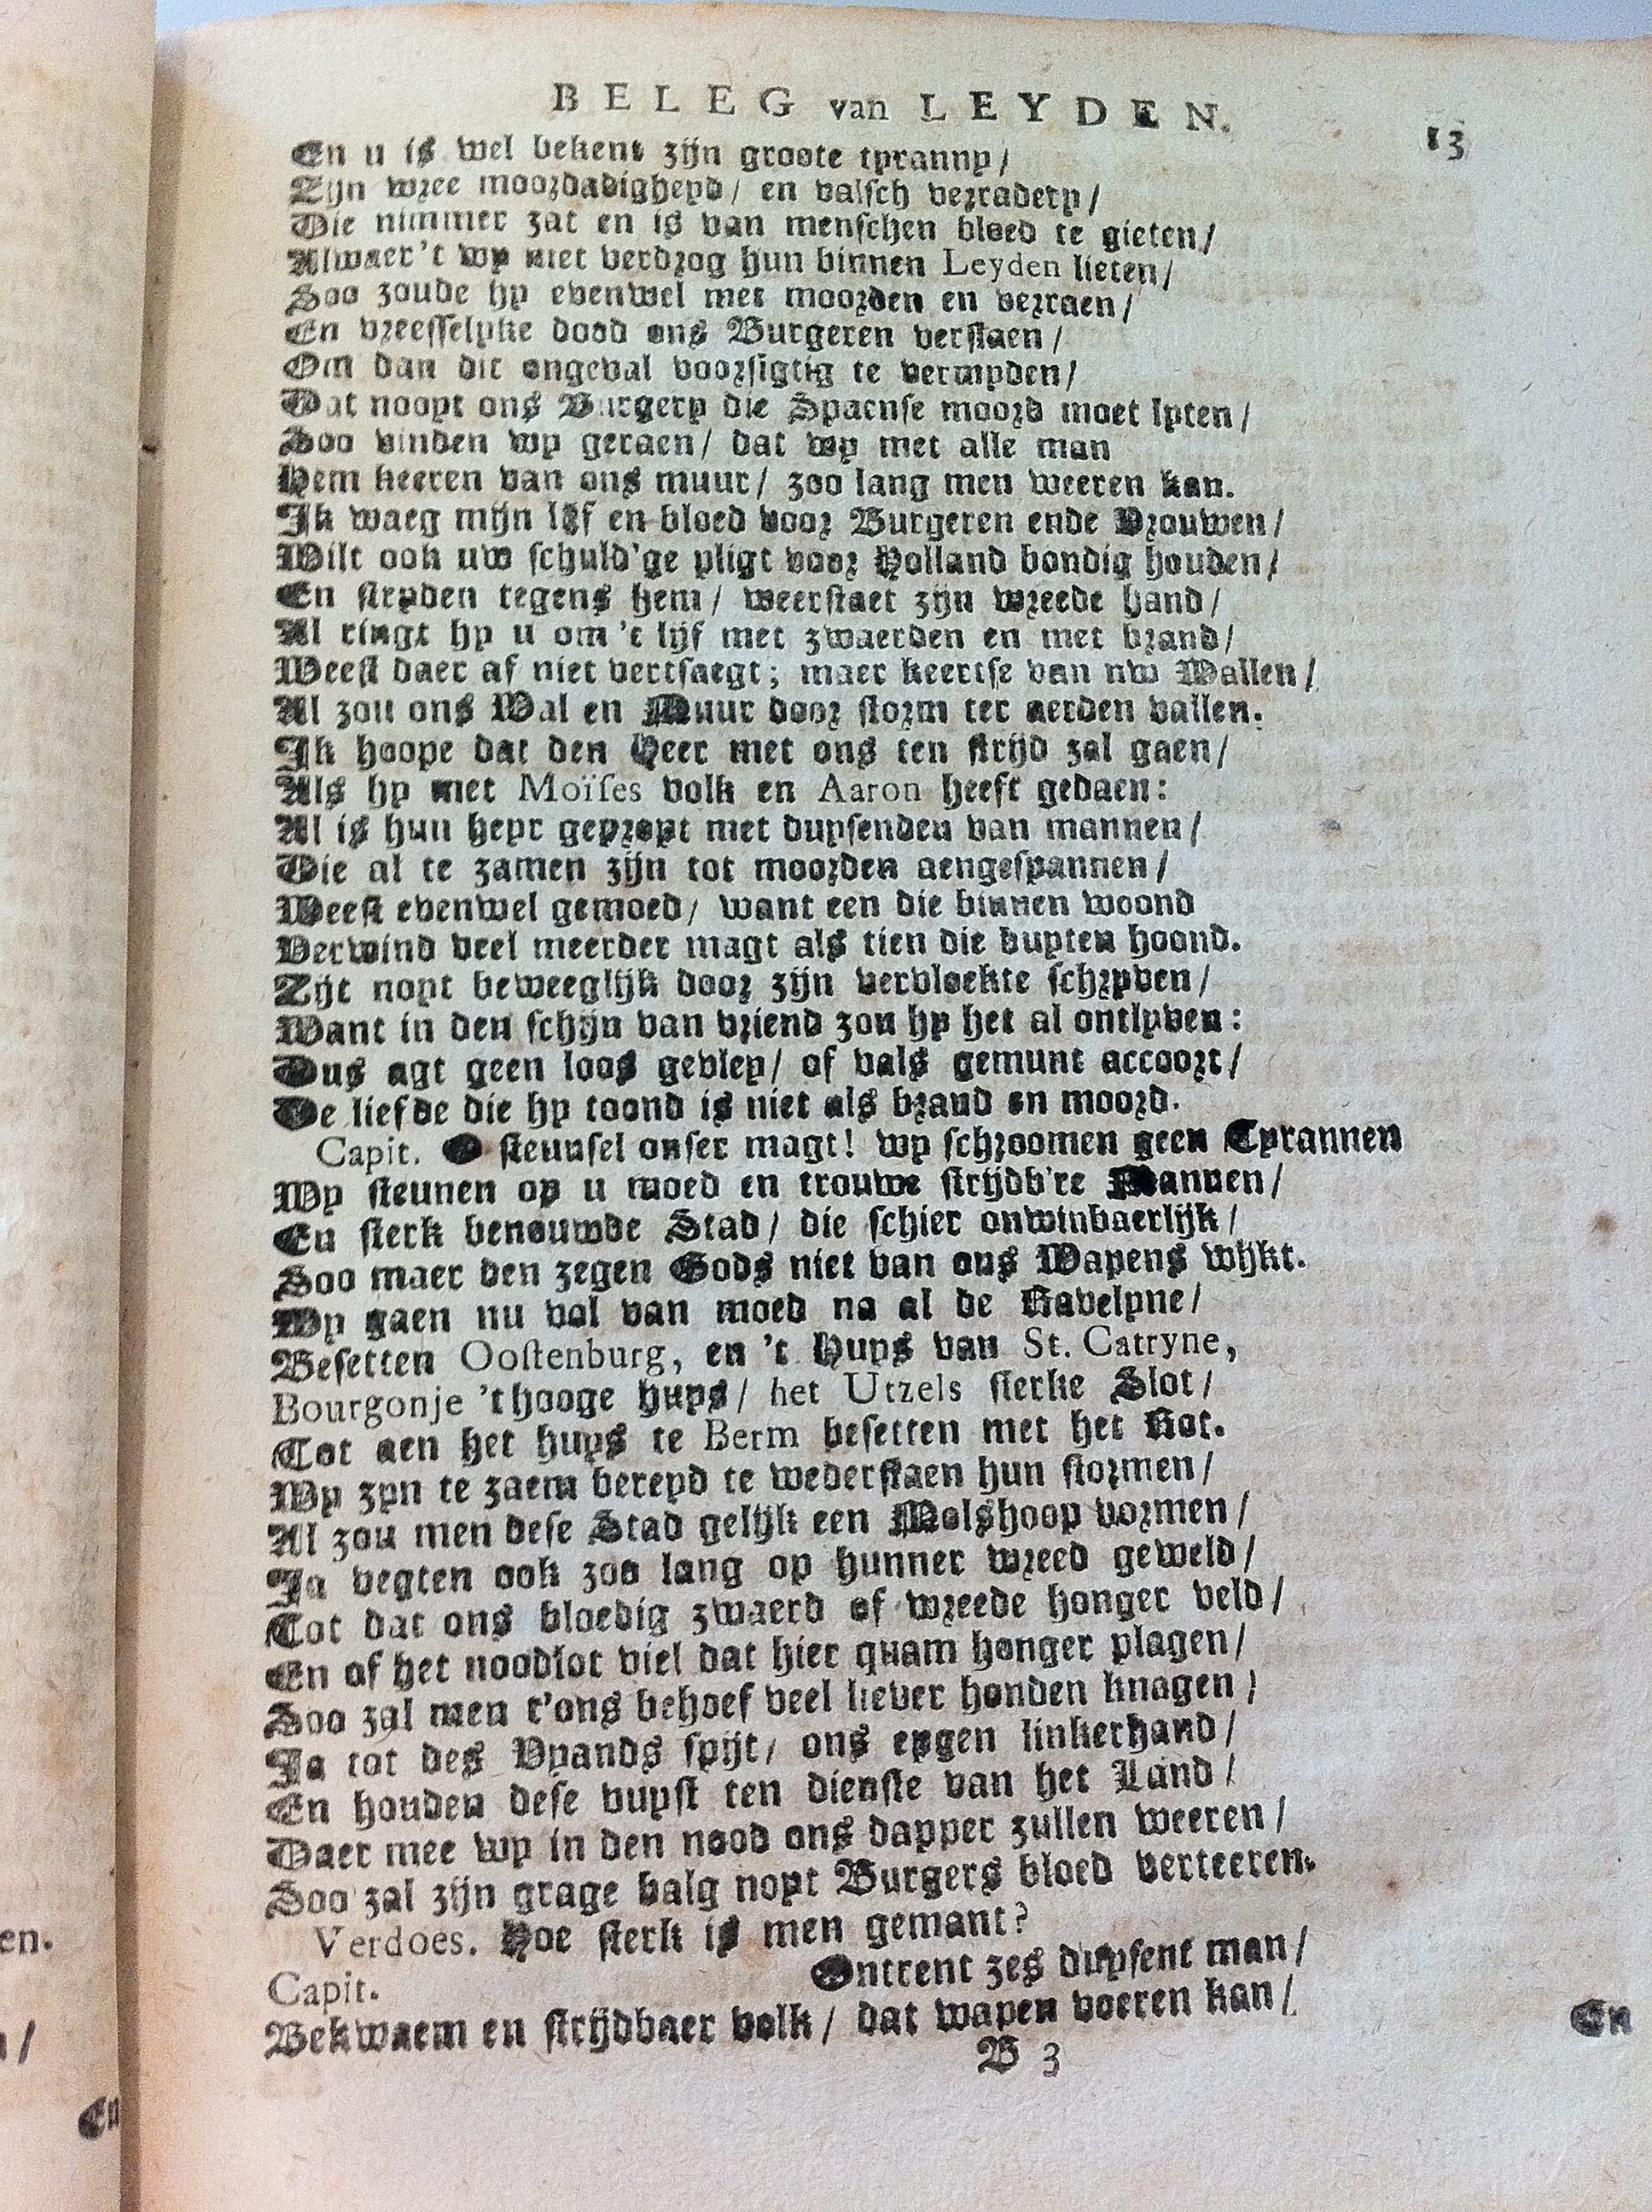 BELEG van LEYDEN. 13
En u is wel bekent zijn groote tyranny/
Zijn wree moordadigheyd/ en valsch verradery/
Die nimmer zat en is van menschen bloed te gieten/
Alwaer't wy met verdrog hun binnen Leyden lieten/
Soo zoude hy evenwel met moorden en verraen/
En vreesselyke dood ons Burgeren verslaen/
Om dan dit ongeval voorsigtig te vermyden/
Dat noopt ons Burgery die Spaense moord moet lyten/
Soo vinden wy geraen/ dat wy met alle man
Hem keeren van ons muur/ zoo lang men weeren kan.
Ik waeg mijn lijf en bloed voor Burgeren ende Vrouwen/
Wilt ook uw schuld'ge pligt voor Holland bondig houden/
En stryden tegens hem/ weerstaet zijn wreede hand/
Al ringt hy u om 't lijf met zwaerden en met brand/
Weest daer af niet vertsaegt; maer keertse van uw Wallen/
Al zou ons Wal en Muur door storm ter aerden vallen.
Ik hoope dat den Heer met ons ten strijd zal gaen/
Als hy met Moïses volk en Aaron heeft gedaen:
Al is hun heyr gepropt met duysenden van mannen/
Die al te zamen zijn tot moorden aengespannen/
Weest evenwel gemoed/ want een die binnen woond
Verwind veel meerder magt als tien die buyten hoond.
Zijt noyt beweeglijk door zijn vervloekte schryven/
Want in den schijn van vriend zou hy het al ontlyven:
Dus agt geen loos gevley/ of vals gemunt accoort/
De liefde die hy toond is niet als brand en moord.
Capit. O steunsel onser magt! wy schroomen geen Tyrannen
Wy steunen op u moed en trouwe strijdb're Mannen/
En sterk benouwde Stad/ die schier onwinbaerlijk/
Soo maer den zegen Gods niet van ons Wapens wijkt.
Wy gaen nu vol van moed na al de Ravelyne/
Besetten Oostenburg, en 't Huys van St. Catryne,
Bourgonje 't hooge huys/ het Utzels sterke Slot/
Tot aen het huys te Berm besetten met het Rot.
Wy zyn te zaem bereyd te wederstaen hun stormen/
Al zou men dese Stad gelijk een Molshoop vormen/
Ja vegten ook zoo lang op hunner wreed geweld/
Tot dat ons bloedig zwaerd of wreede honger veld/
En of het noodlot viel dat hier quam honger plagen/
Soo zal men t'ons behoef veel liever honden knagen/
Ja tot des Vyands spijt/ ons eygen linkerhand/
En houden dese vuyst ten dienste van het Land/
Daer mee wy in den nood ons dapper zullen weeren/
Soo zal zijn grage balg noyt Burgers bloed verteeren.
Verdoes. Hoe sterk is men gemant?
Capit. Ontrent zes duysent man/
Bekwaem en strijdbaer volk/ dat wapen voeren kan/
B 3 En
en.
/
En